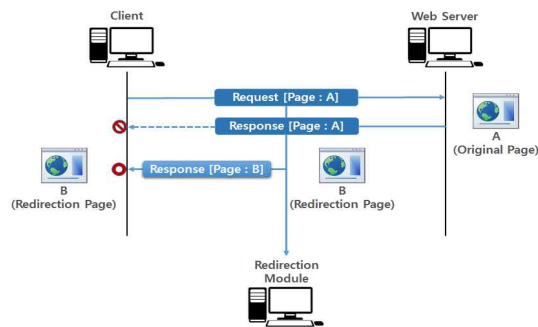 Client
Web Server
Request [Page : A]
Response [Page : A]
A
(Original Page)
Response [Page : B]
B
(Redirection Page)
B
(Redirection Page)
Redirection
Module